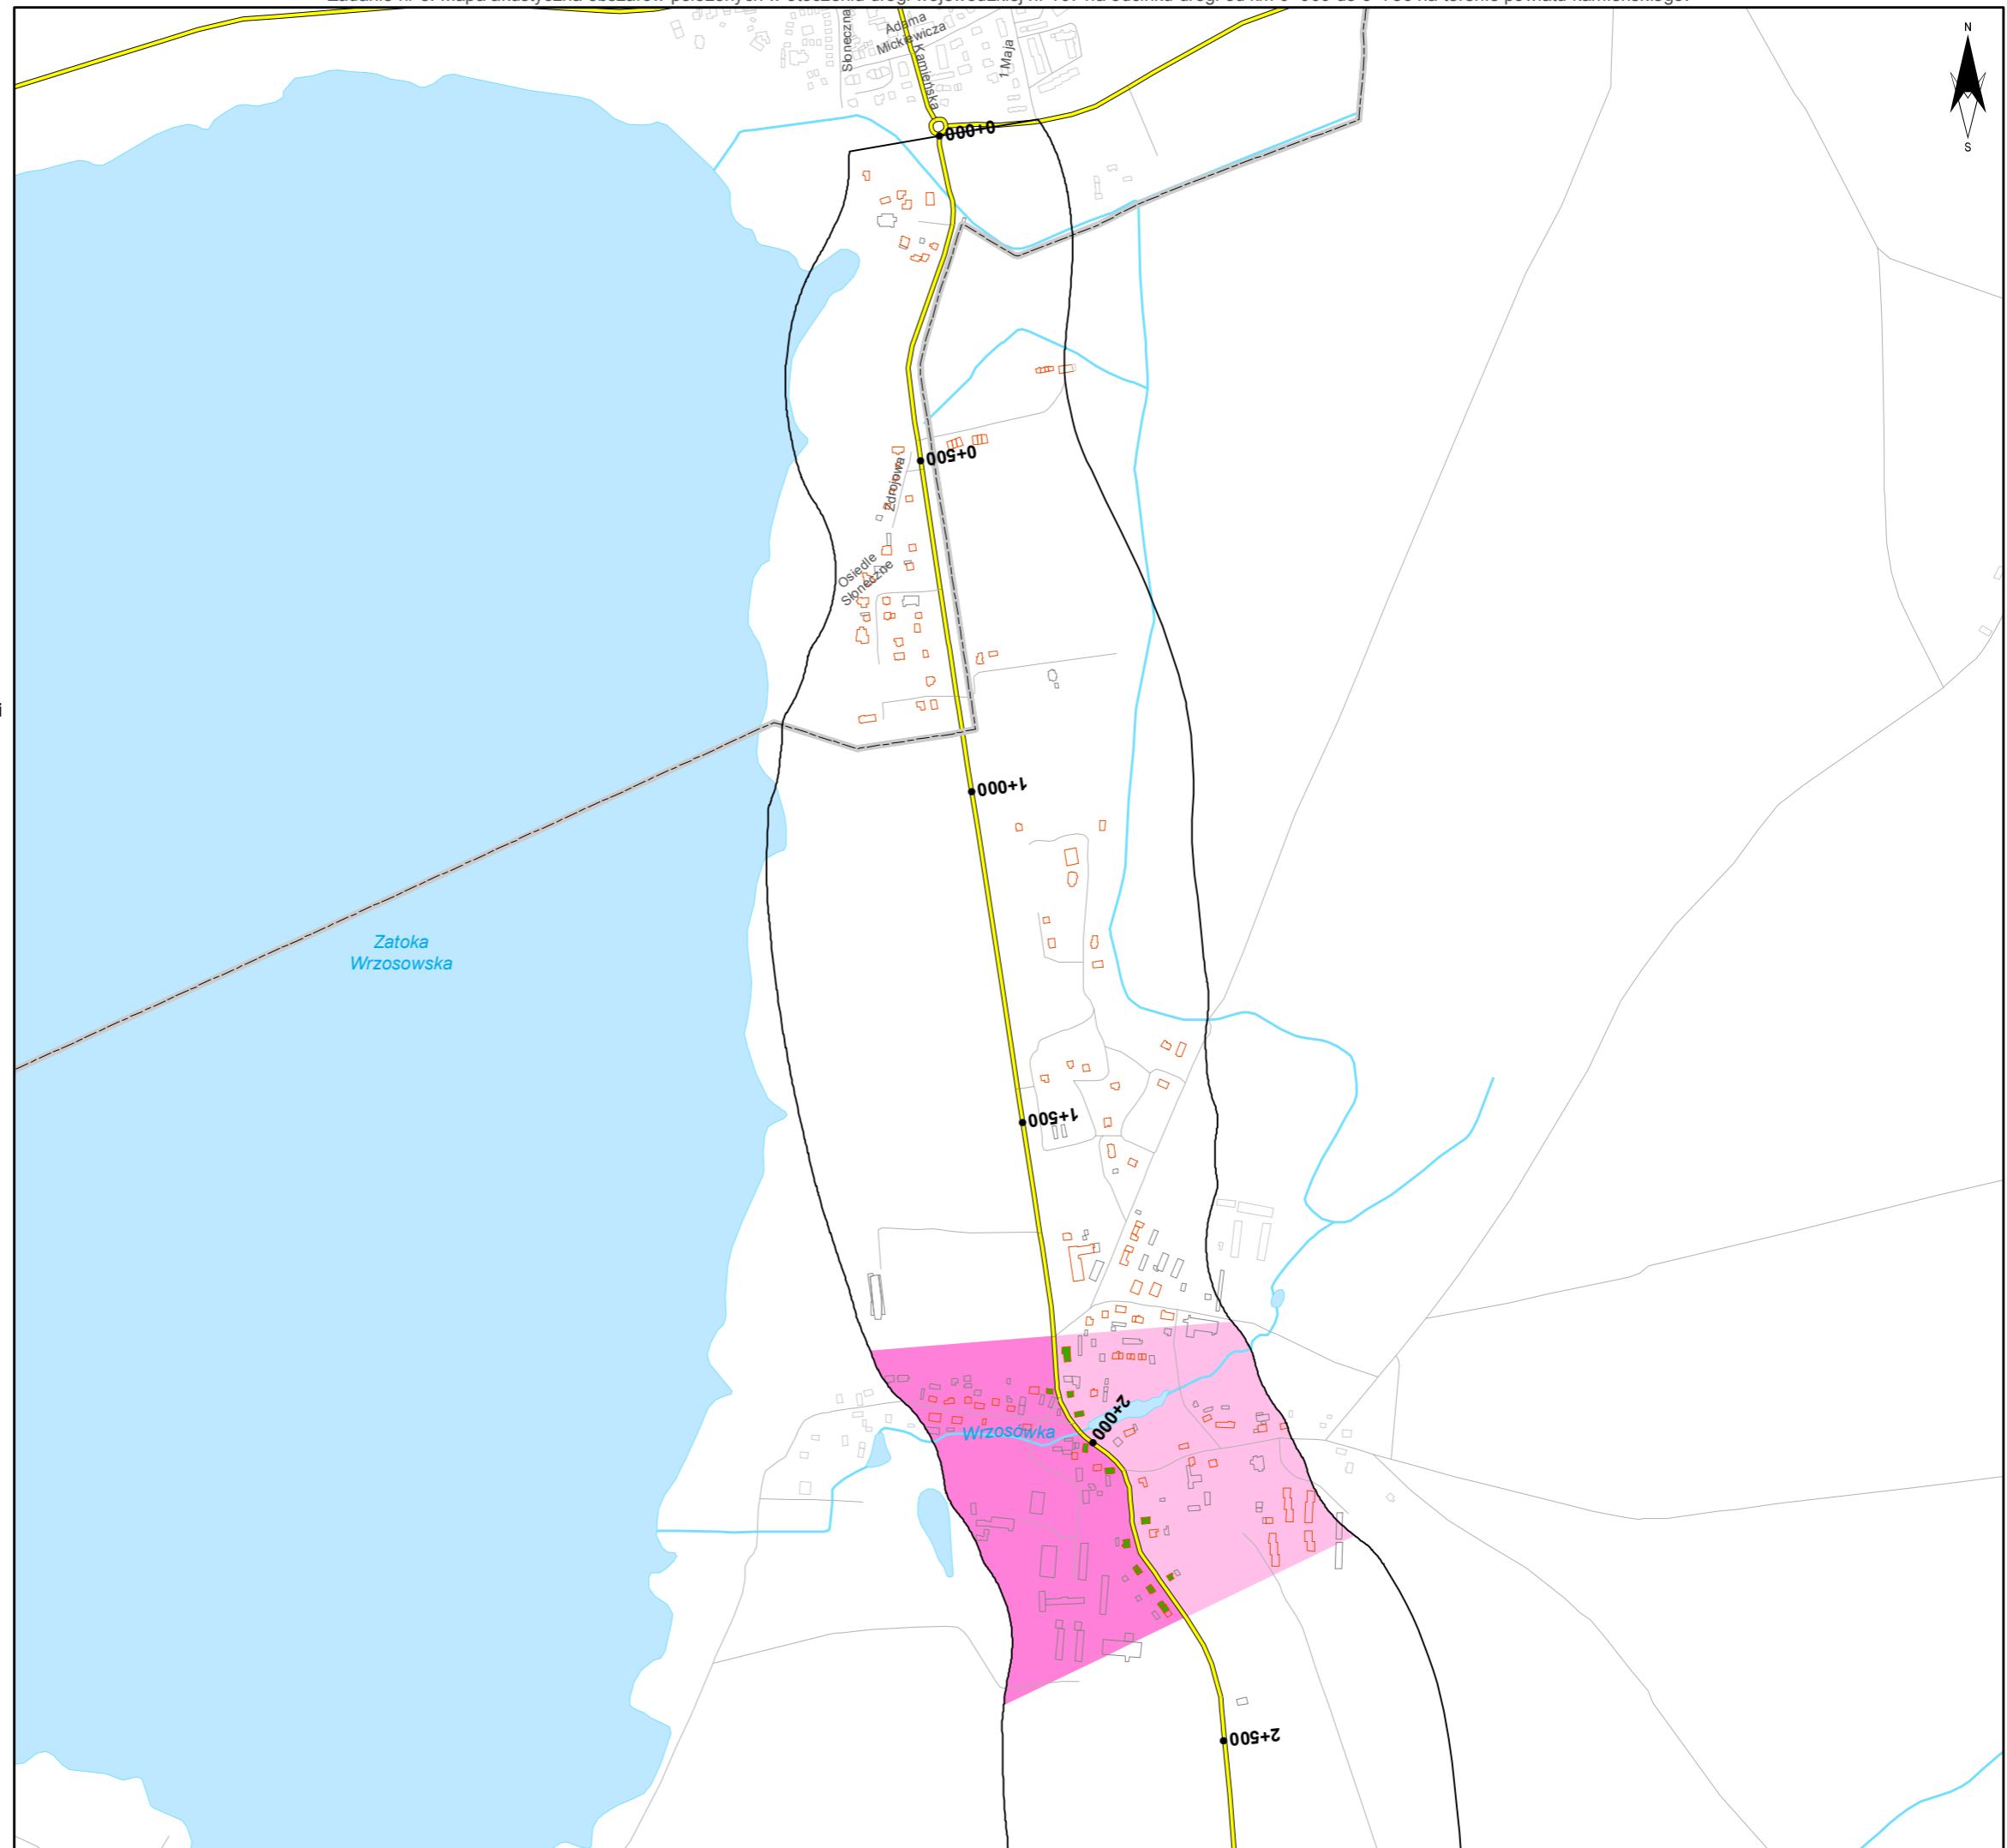 Słoneczna
Adama
Mickiewicza
Kamieńska
1 Maja
N
S
0+000
0+500
Zdrojowa
Osiedle
Słoneczne
i
1+000
Zatoka
Wrzosowska
1+500
2+000
Wrzosówka
2+500